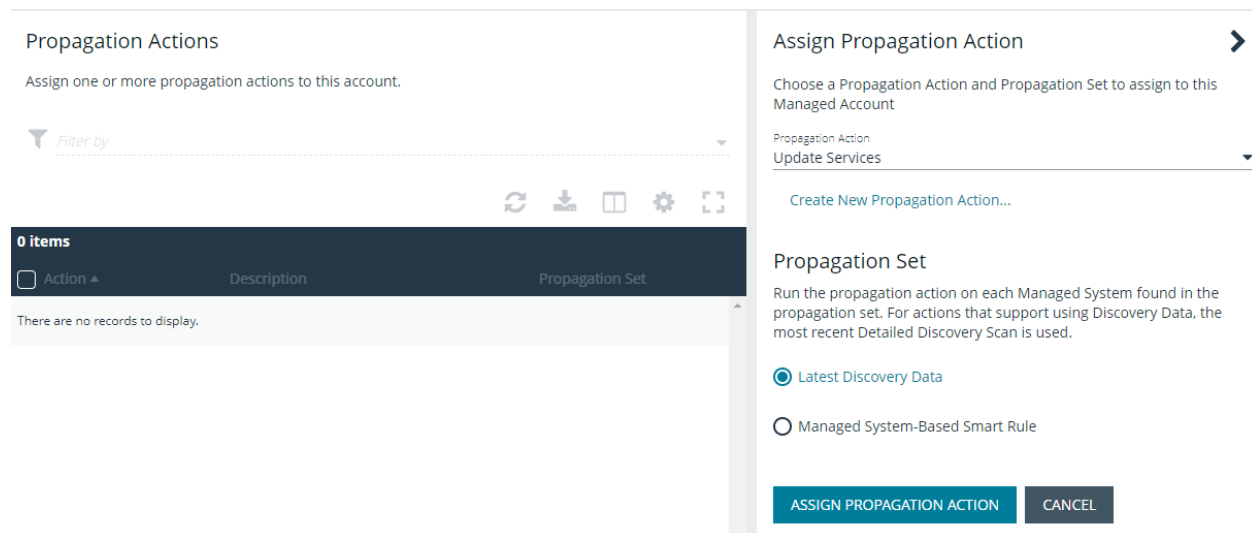 Propagation Actions
Assign one or more propagation actions to this account.
Filter by
0 items
Action
Description
Propagation Set
There are no records to display.
Assign Propagation Action
Choose a Propagation Action and Propagation Set to assign to this
Managed Account
Propagation Action
Update Services
Create New Propagation Action...
Propagation Set
Run the propagation action on each Managed System found in the
propagation set. For actions that support using Discovery Data, the
most recent Detailed Discovery Scan is used.
Latest Discovery Data
Managed System-Based Smart Rule
ASSIGN PROPAGATION ACTION
CANCEL